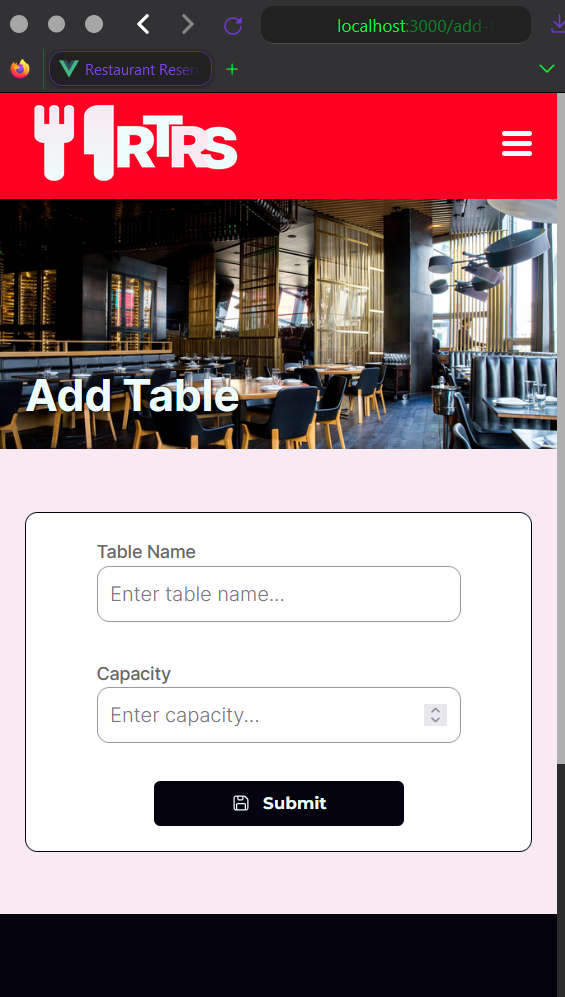 localhost:3000/add-
Restaurant Reser
RTRS
Add Table
Table Name
Enter table name...
Capacity
Enter capacity...
Submit